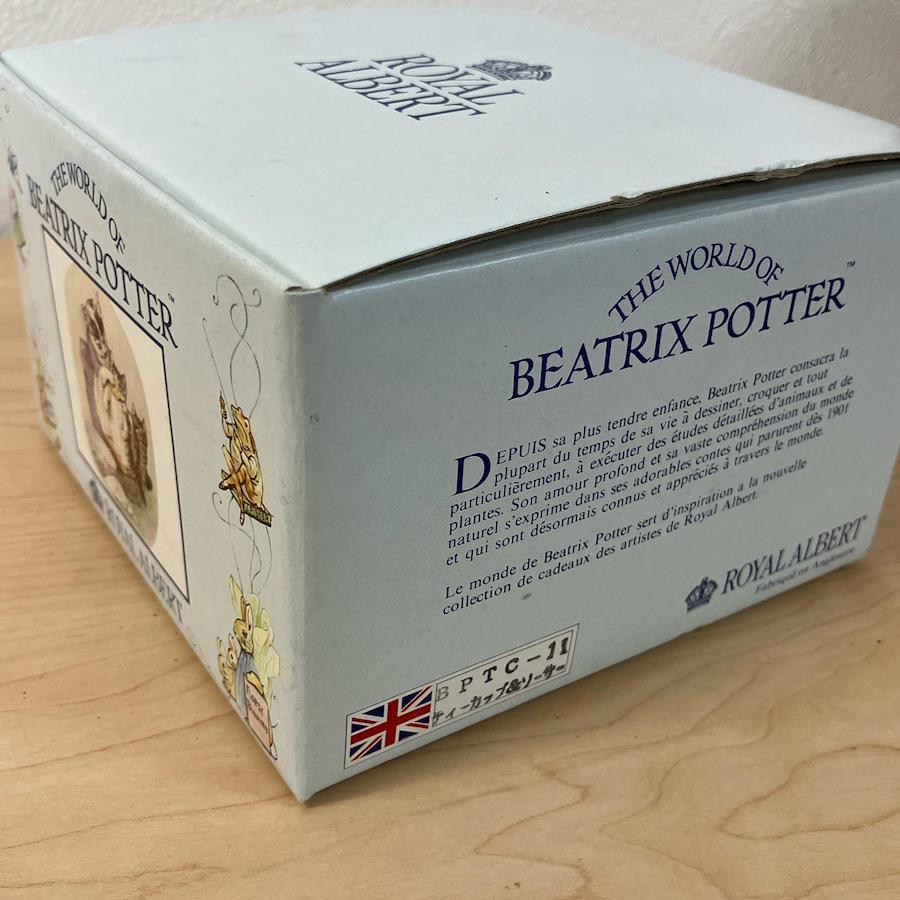 ROYAL
ALBERT
THE WORLD OF
BEATRIX POTTER™
ROYAL ALBERT
THE WORLD OF
BEATRIX POTTER™
DEPUIS sa plus tendre enfance, Beatrix Potter consacra la
plupart du temps de sa vie à dessiner, croquer et tout
particulièrement, à exécuter des études détaillées d'animaux et de
plantes. Son amour profond et sa vaste compréhension du monde
naturel s'exprime dans ses adorables contes qui parurent dès 1901
et qui sont désormais connus et appréciés à travers le monde.
Le monde de Beatrix Potter sert d'inspiration a la nouvelle
collection de cadeaux des artistes de Royal Albert.
ROYAL ALBERT
Fabriqué en Angleterre
BPTC-11
ティーカップ&ソーサー